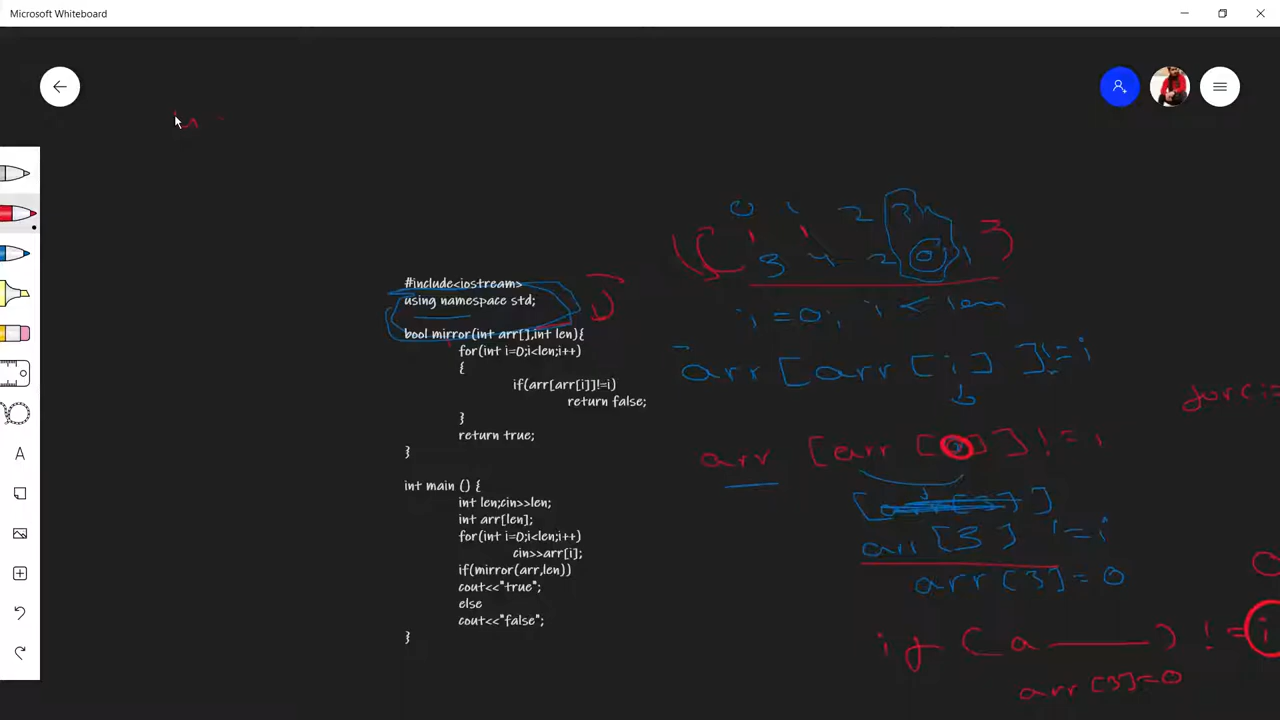 Microsoft Whiteboard
#include<iostream>
using namespace std;
bool mirror(int arr[],int len){
for(int i=0;i<len;i++)
{
if(arr[arr[i]]!=i)
return false;
}
return true;
}
int main () {
int len;cin>>len;
int arr[len];
for(int i=0;i<len;i++)
cin>>arr[i];
if(mirror(arr,len))
cout<<"true";
else
cout<<"false";
}
0 1 2 3
3 4 2 0 1
i=0; i<len
arr[arr[i]]!=i
for(i=
arr[arr[0]]!=i
arr[3] !=i
arr[3]=0
if(a ) !=i
arr[3]=0
A